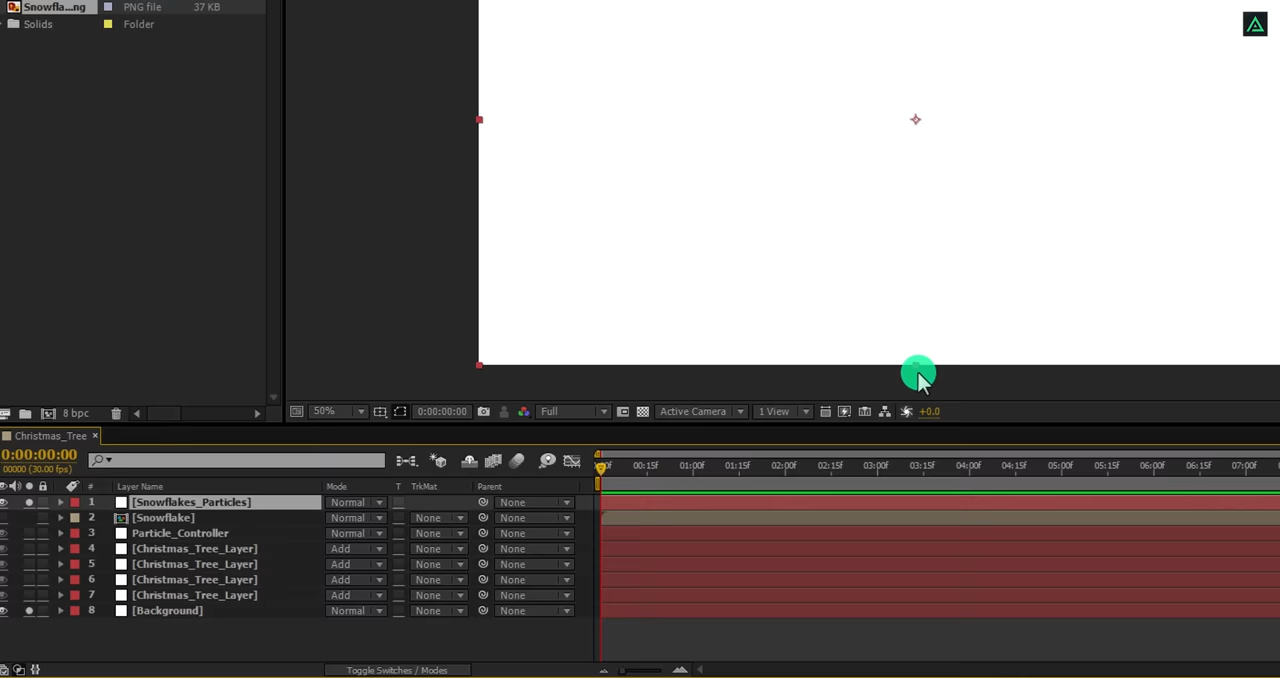 Snowfla...ng PNG file 37 KB
Solids Folder
8 bpc
50% 0:00:00:00 Full Active Camera 1 View +0.0
Christmas_Tree ×
0:00:00:00
00000 (30.00 fps)
# Layer Name Mode T TrkMat Parent
00:15f 01:00f 01:15f 02:00f 02:15f 03:00f 03:15f 04:00f 04:15f 05:00f 05:15f 06:00f 06:15f 07:00f
1 [Snowflakes_Particles] Normal None
2 [Snowflake] Normal None None
3 Particle_Controller Normal None None
4 [Christmas_Tree_Layer] Add None None
5 [Christmas_Tree_Layer] Add None None
6 [Christmas_Tree_Layer] Add None None
7 [Christmas_Tree_Layer] Add None None
8 [Background] Normal None None
Toggle Switches / Modes